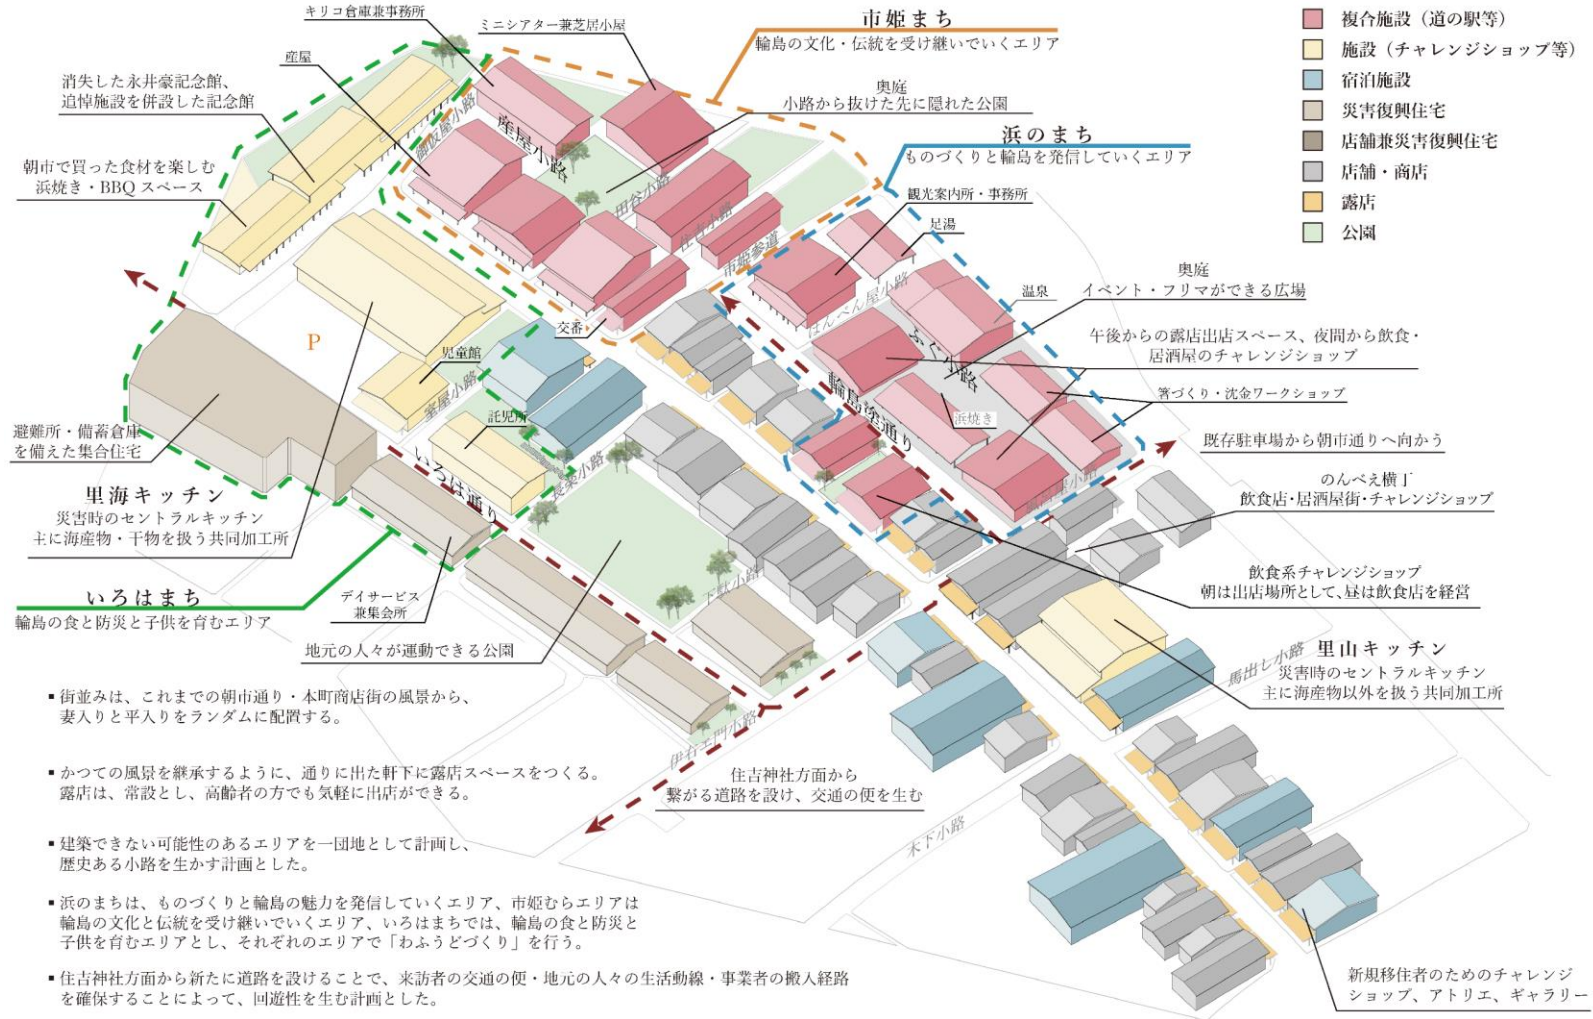 キリコ倉庫兼事務所
ミニシアター兼芝居小屋
産屋
消失した永井豪記念館、
追悼施設を併設した記念館
朝市で買った食材を楽しむ
浜焼き・BBQ スペース
市姫まち
輪島の文化・伝統を受け継いでいくエリア
奥庭
小路から抜けた先に隠れた公園
浜のまち
ものづくりと輪島を発信していくエリア
観光案内所・事務所
足湯
温泉
奥庭
イベント・フリマができる広場
午後からの露店出店スペース、夜間から飲食・
居酒屋のチャレンジショップ
箸づくり・沈金ワークショップ
既存駐車場から朝市通りへ向かう
のんべえ横丁
飲食店・居酒屋街・チャレンジショップ
飲食系チャレンジショップ
朝は出店場所として、昼は飲食店を経営
里山キッチン
災害時のセントラルキッチン
主に海産物以外を扱う共同加工所
新規移住者のためのチャレンジ
ショップ、アトリエ、ギャラリー
複合施設（道の駅等）
施設（チャレンジショップ等）
宿泊施設
災害復興住宅
店舗兼災害復興住宅
店舗・商店
露店
公園
御仮屋小路
産屋小路
田谷小路
住吉小路
市姫参道
はんべん屋小路
ふぐ小路
輪島塗通り
浜焼き
交番
P
児童館
室屋小路
託児所
いろは通り
避難所・備蓄倉庫
を備えた集合住宅
里海キッチン
災害時のセントラルキッチン
主に海産物・干物を扱う共同加工所
いろはまち
輪島の食と防災と子供を育むエリア
デイサービス
兼集会所
地元の人々が運動できる公園
伊右エ門小路
馬出し小路
木下小路
住吉神社方面から
繋がる道路を設け、交通の便を生む
▪ 街並みは、これまでの朝市通り・本町商店街の風景から、
妻入りと平入りをランダムに配置する。
▪ かつての風景を継承するように、通りに出た軒下に露店スペースをつくる。
露店は、常設とし、高齢者の方でも気軽に出店ができる。
▪ 建築できない可能性のあるエリアを一団地として計画し、
歴史ある小路を生かす計画とした。
▪ 浜のまちは、ものづくりと輪島の魅力を発信していくエリア、市姫むらエリアは
輪島の文化と伝統を受け継いでいくエリア、いろはまちでは、輪島の食と防災と
子供を育むエリアとし、それぞれのエリアで「わふうどづくり」を行う。
▪ 住吉神社方面から新たに道路を設けることで、来訪者の交通の便・地元の人々の生活動線・事業者の搬入経路
を確保することによって、回遊性を生む計画とした。